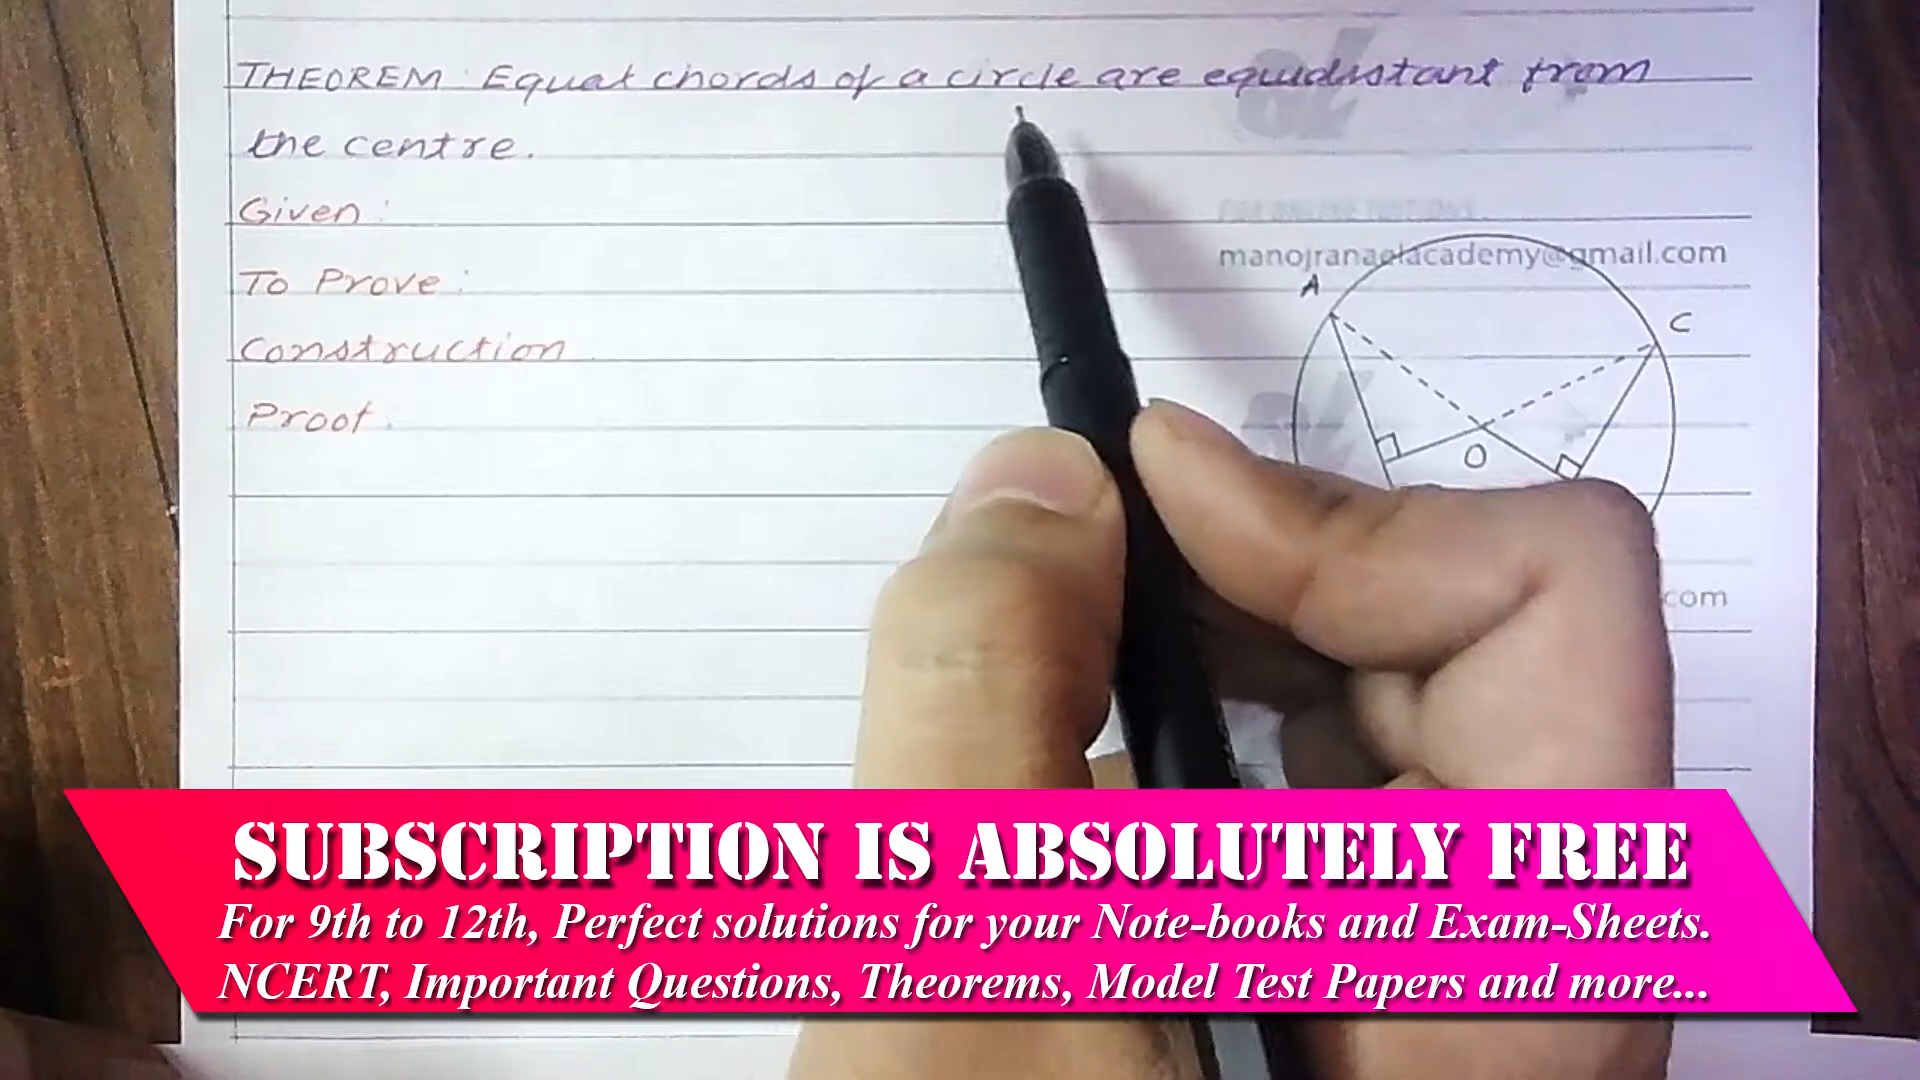 THEOREM: Equal chords of a circle are equidistant from
the centre.
Given:
manojranaelacademy@gmail.com
To Prove:
A
C
Construction
Proof.
O
com
SUBSCRIPTION IS ABSOLUTELY FREE
For 9th to 12th, Perfect solutions for your Note-books and Exam-Sheets.
NCERT, Important Questions, Theorems, Model Test Papers and more...